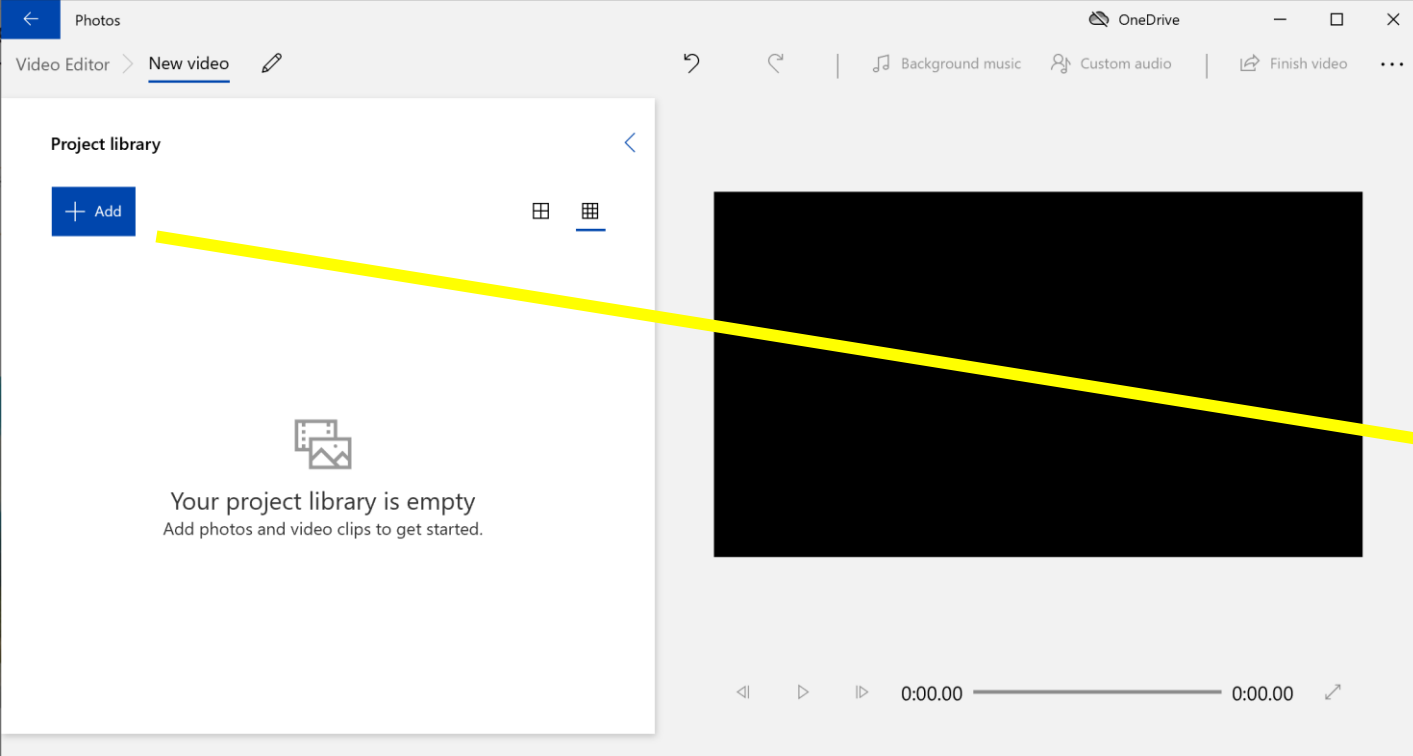 Photos
OneDrive
Video Editor New video
Background music Custom audio Finish video
Project library
Add
Your project library is empty
Add photos and video clips to get started.
0:00.00 0:00.00